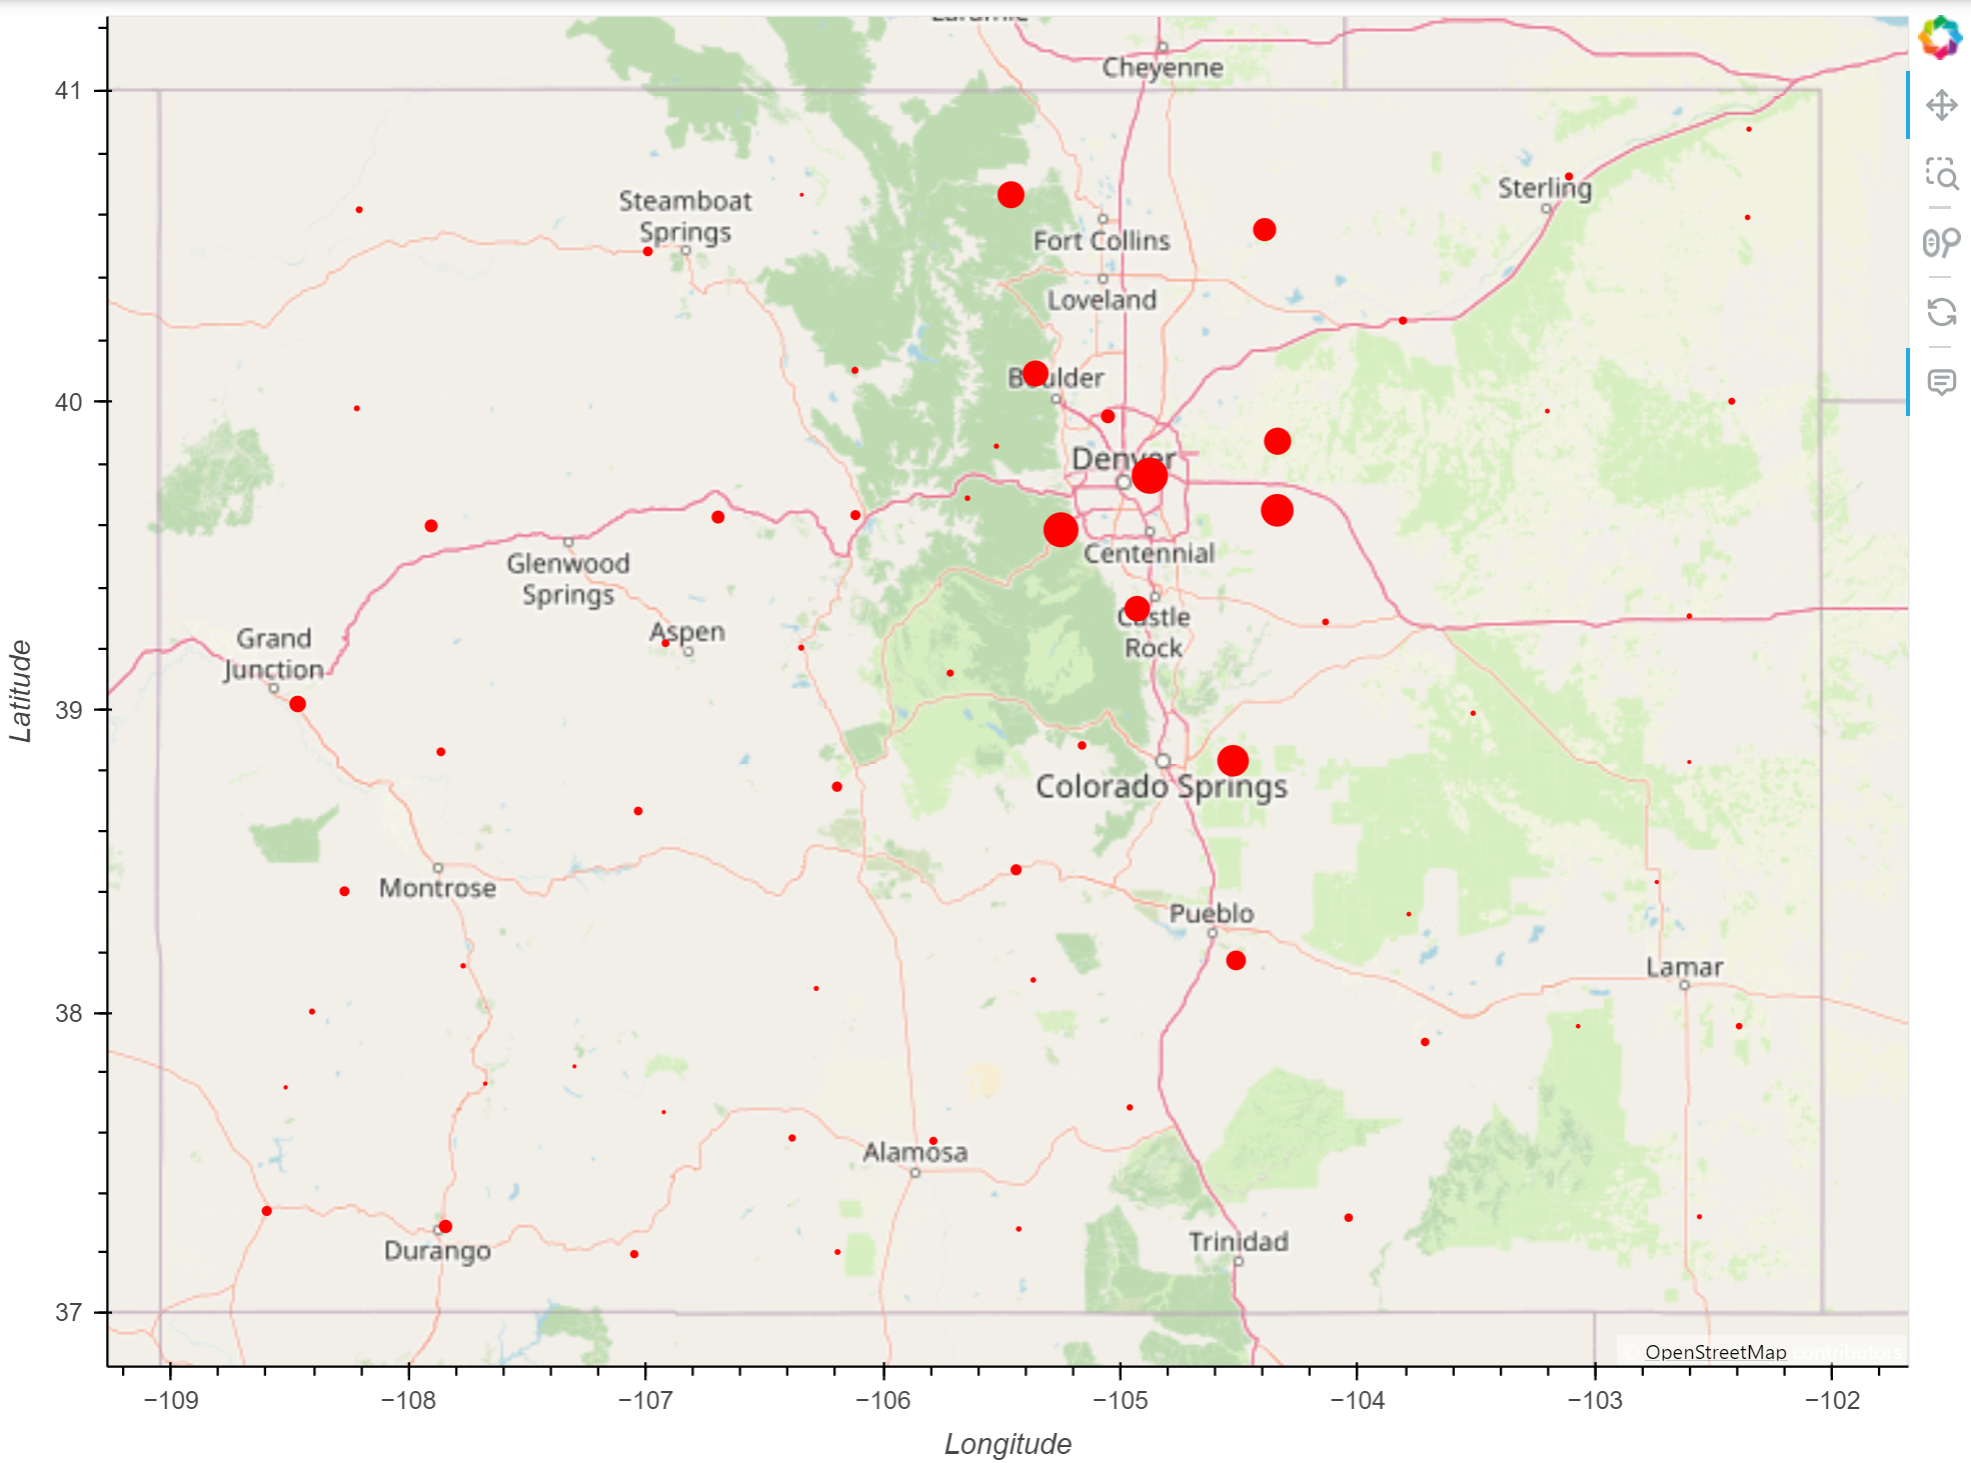 Laramie
Cheyenne
41
Steamboat
Springs
Sterling
Fort Collins
Loveland
Boulder
40
Denver
Glenwood
Springs
Centennial
Aspen
Castle
Rock
Grand
Junction
39
Colorado Springs
Montrose
Pueblo
Lamar
38
Alamosa
Durango
Trinidad
37
© OpenStreetMap contributors
−109
−108
−107
−106
−105
−104
−103
−102
Latitude
Longitude